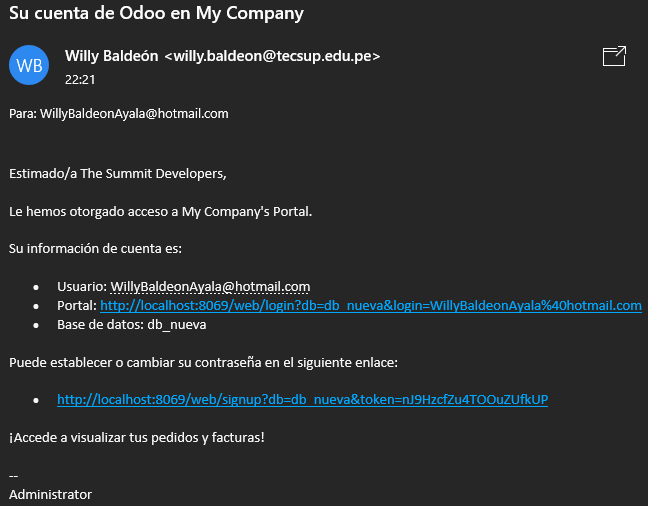 Su cuenta de Odoo en My Company
WB
Willy Baldeón <willy.baldeon@tecsup.edu.pe>
22:21
Para: WillyBaldeonAyala@hotmail.com
Estimado/a The Summit Developers,
Le hemos otorgado acceso a My Company's Portal.
Su información de cuenta es:
• Usuario: WillyBaldeonAyala@hotmail.com
• Portal: http://localhost:8069/web/login?db=db_nueva&login=WillyBaldeonAyala%40hotmail.com
• Base de datos: db_nueva
Puede establecer o cambiar su contraseña en el siguiente enlace:
• http://localhost:8069/web/signup?db=db_nueva&token=nJ9HzcfZu4TOOuZUfkUP
¡Accede a visualizar tus pedidos y facturas!
--
Administrator